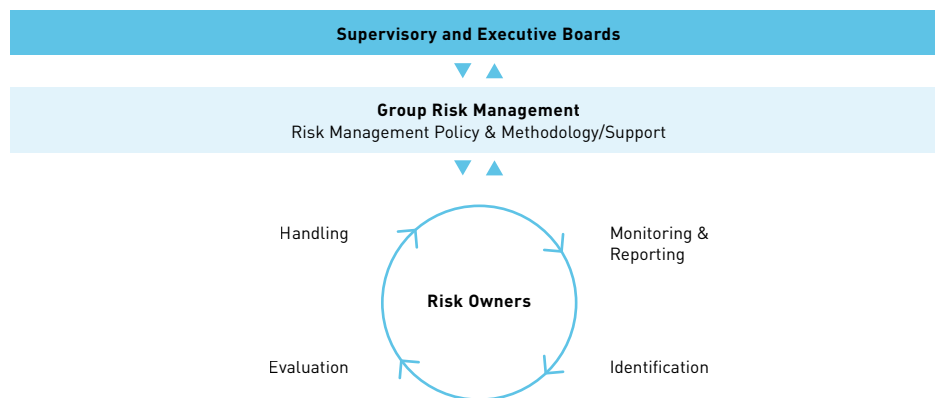 Supervisory and Executive Boards
Group Risk Management
Risk Management Policy & Methodology/Support
Handling
Monitoring &
Reporting
Risk Owners
Evaluation
Identification